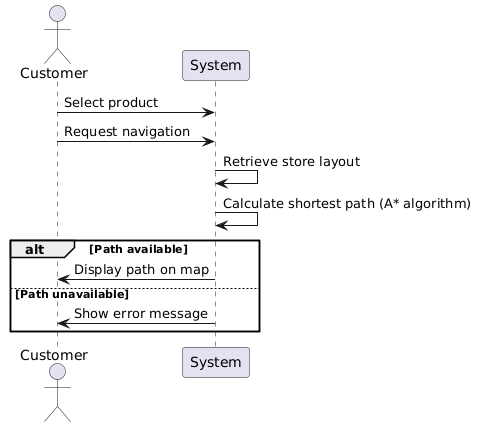 Customer
System
Select product
Request navigation
Retrieve store layout
Calculate shortest path (A* algorithm)
alt [Path available]
Display path on map
[Path unavailable]
Show error message
Customer
System